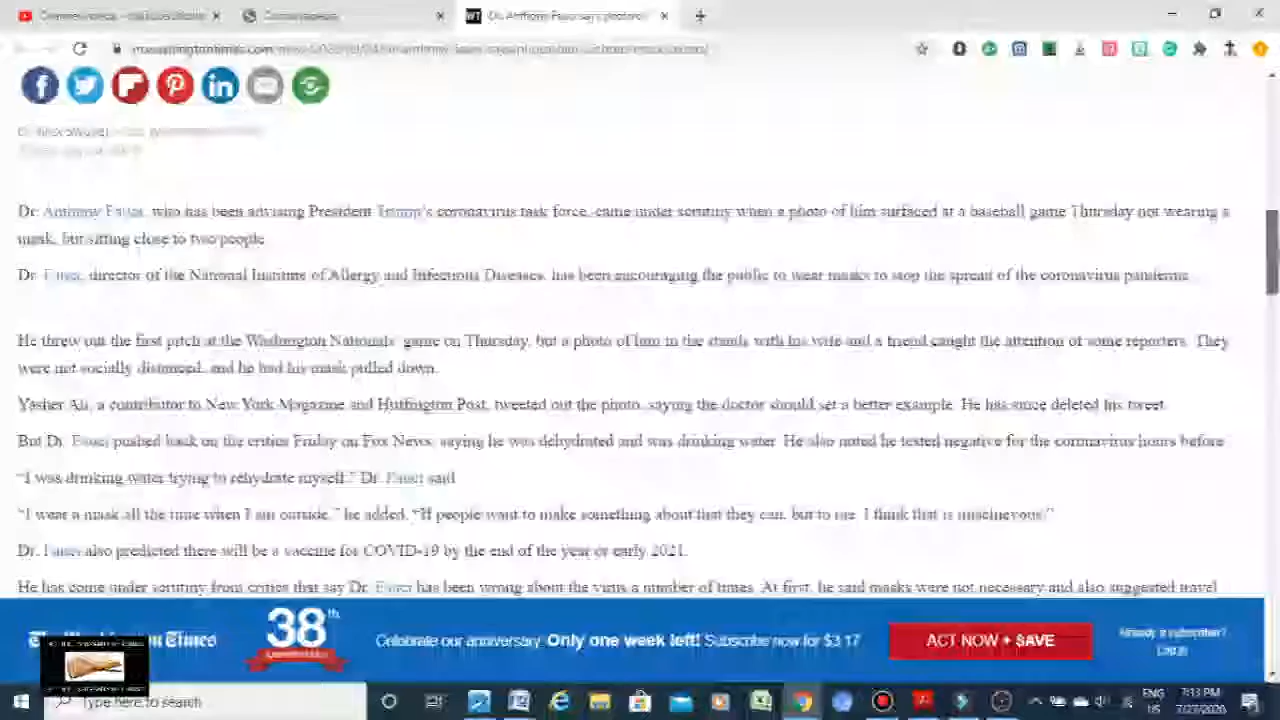 Dr. Anthony Fauci, who has been advising President Trump's coronavirus task force, came under scrutiny when a photo of him surfaced at a baseball game Thursday not wearing a
mask, but sitting close to two people.
Dr. Fauci, director of the National Institute of Allergy and Infectious Diseases, has been encouraging the public to wear masks to stop the spread of the coronavirus pandemic.
He threw out the first pitch at the Washington Nationals' game on Thursday, but a photo of him in the stands with his wife and a friend caught the attention of some reporters. They
were not socially distanced, and he had his mask pulled down.
Yasher Ali, a contributor to New York Magazine and Huffington Post, tweeted out the photo, saying the doctor should set a better example. He has since deleted his tweet.
But Dr. Fauci pushed back on the critics Friday on Fox News, saying he was dehydrated and was drinking water. He also noted he tested negative for the coronavirus hours before.
“I was drinking water trying to rehydrate myself,” Dr. Fauci said.
“I wear a mask all the time when I am outside,” he added. “If people want to make something about that they can, but to me, I think that is mischievous.”
Dr. Fauci also predicted there will be a vaccine for COVID-19 by the end of the year or early 2021.
He has come under scrutiny from critics that say Dr. Fauci has been wrong about the virus a number of times. At first, he said masks were not necessary and also suggested travel
The Washington Times
38th
Celebrate our anniversary. Only one week left! Subscribe now for $3.17
ACT NOW + SAVE
Already a subscriber?
Log in
Type here to search
ENG
US
7:13 PM
7/27/2020